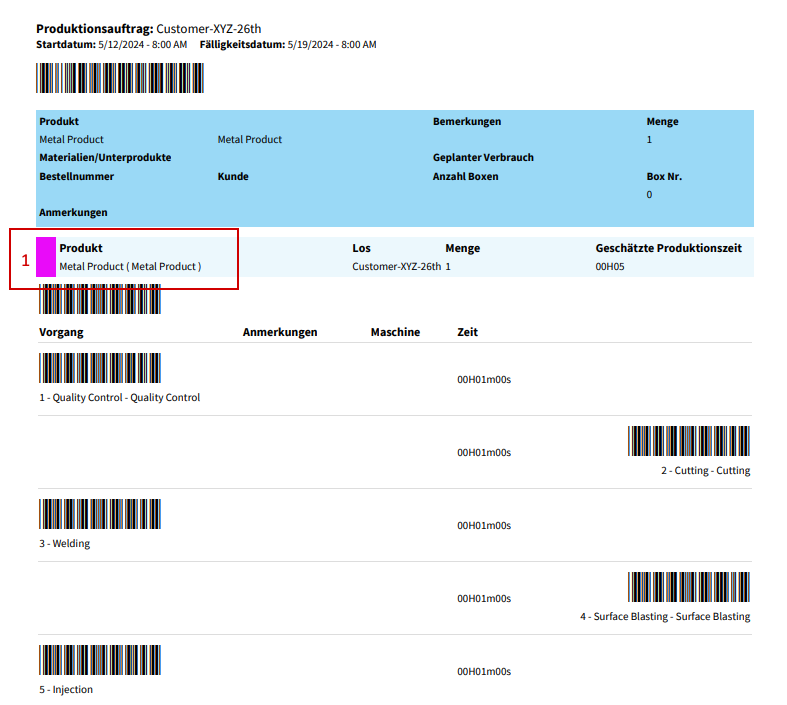 Produktionsauftrag: Customer-XYZ-26th
Startdatum: 5/12/2024 - 8:00 AM Fälligkeitsdatum: 5/19/2024 - 8:00 AM
Produkt Bemerkungen Menge
Metal Product Metal Product 1
Materialien/Unterprodukte Geplanter Verbrauch
Bestellnummer Kunde Anzahl Boxen Box Nr.
0
Anmerkungen
1
Produkt Los Menge Geschätzte Produktionszeit
Metal Product ( Metal Product ) Customer-XYZ-26th 1 00H05
Vorgang Anmerkungen Maschine Zeit
00H01m00s
1 - Quality Control - Quality Control
00H01m00s
2 - Cutting - Cutting
00H01m00s
3 - Welding
00H01m00s
4 - Surface Blasting - Surface Blasting
00H01m00s
5 - Injection